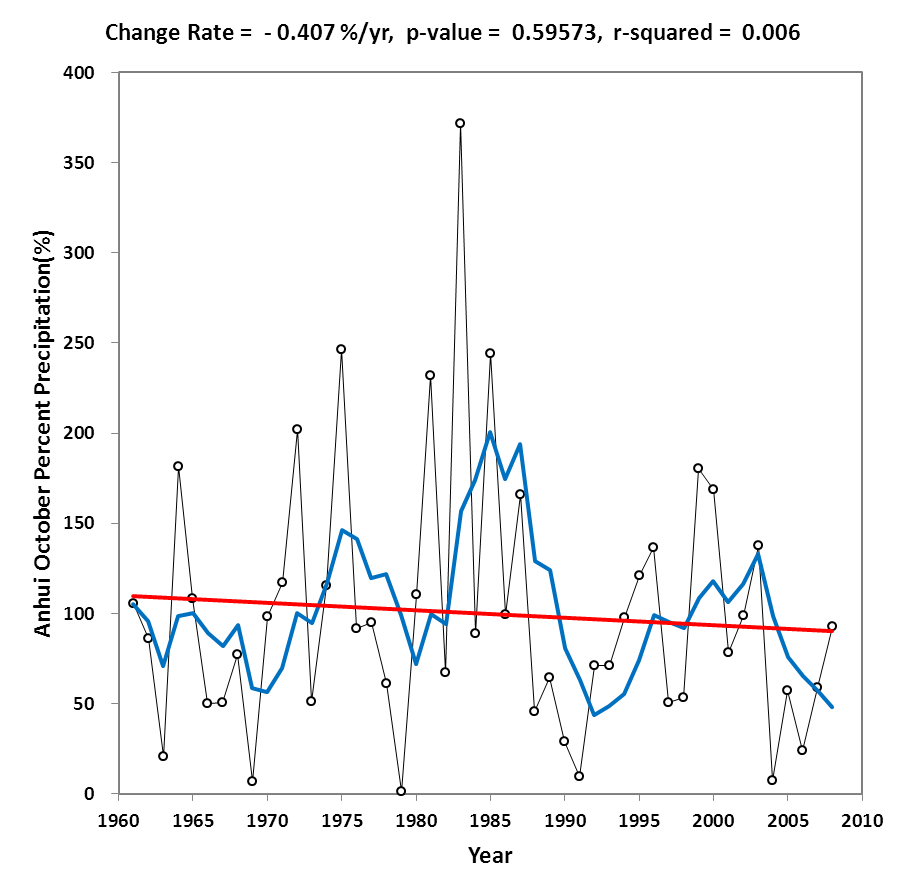 Change Rate = - 0.407 %/yr, p-value = 0.59573, r-squared = 0.006
400
350
300
250
200
150
100
50
0
Anhui October Percent Precipitation(%)
1960 1965 1970 1975 1980 1985 1990 1995 2000 2005 2010
Year